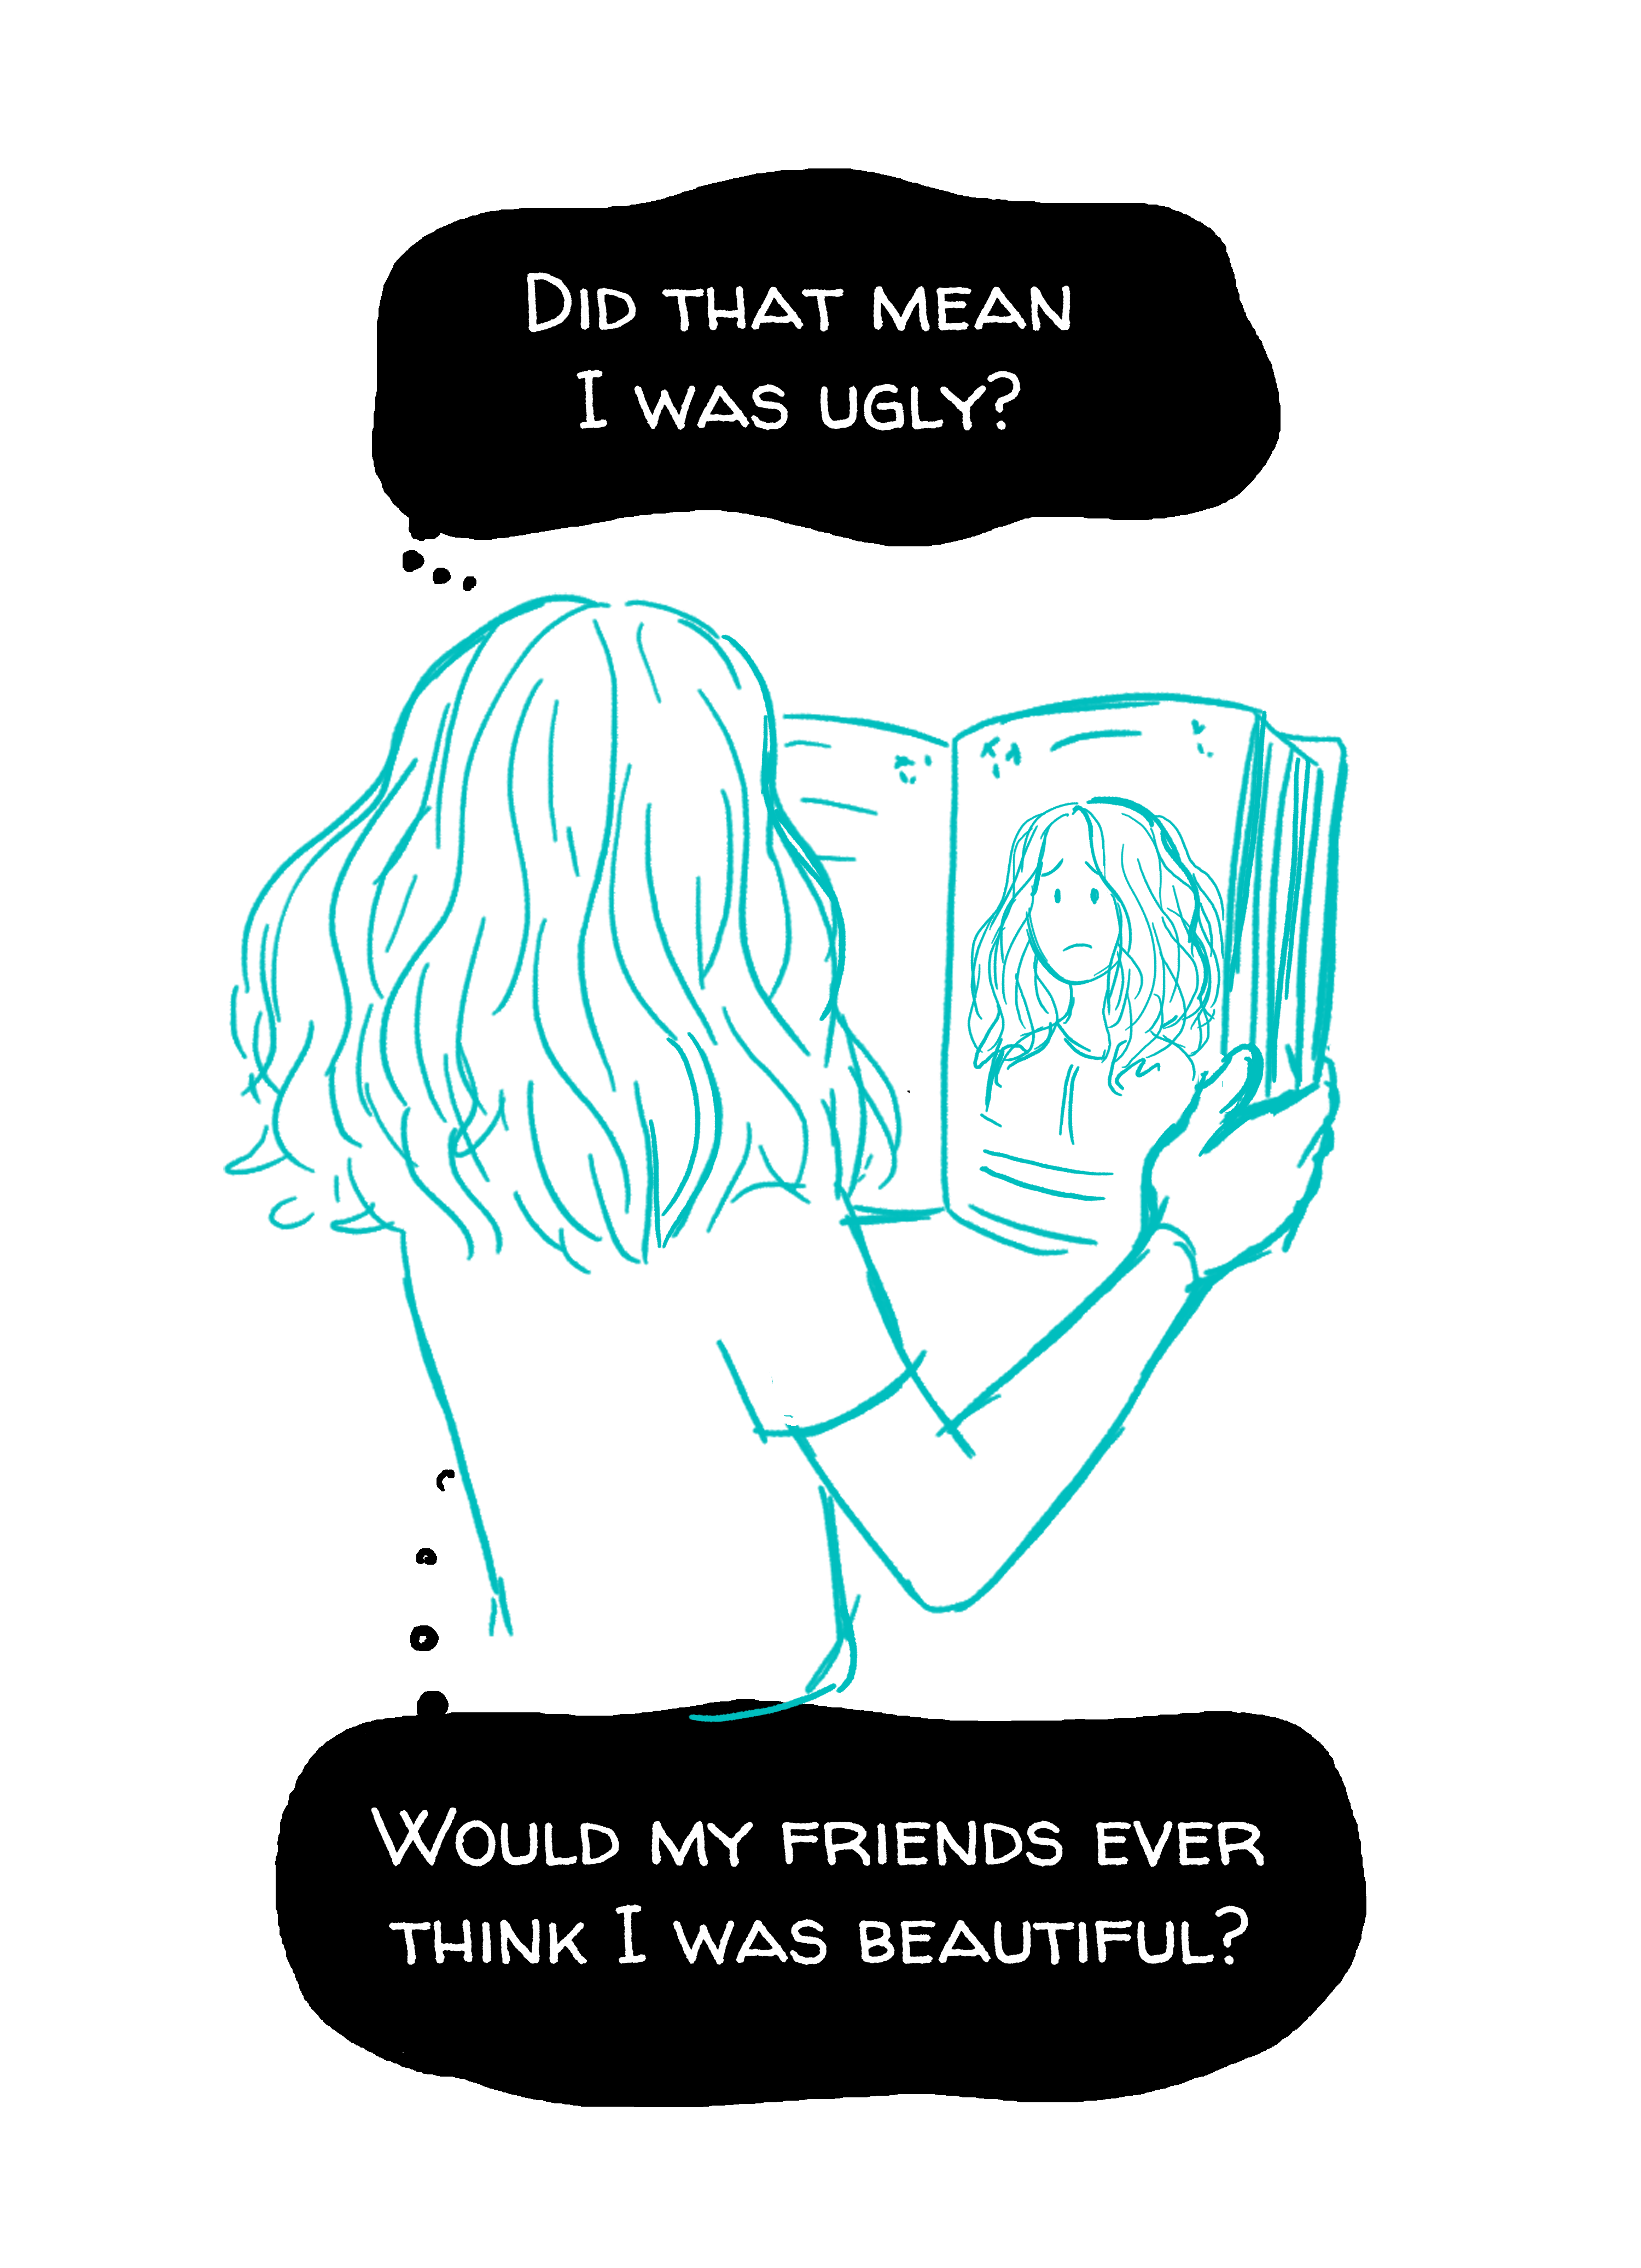 Did that mean
I was ugly?
Would my friends ever
think I was beautiful?